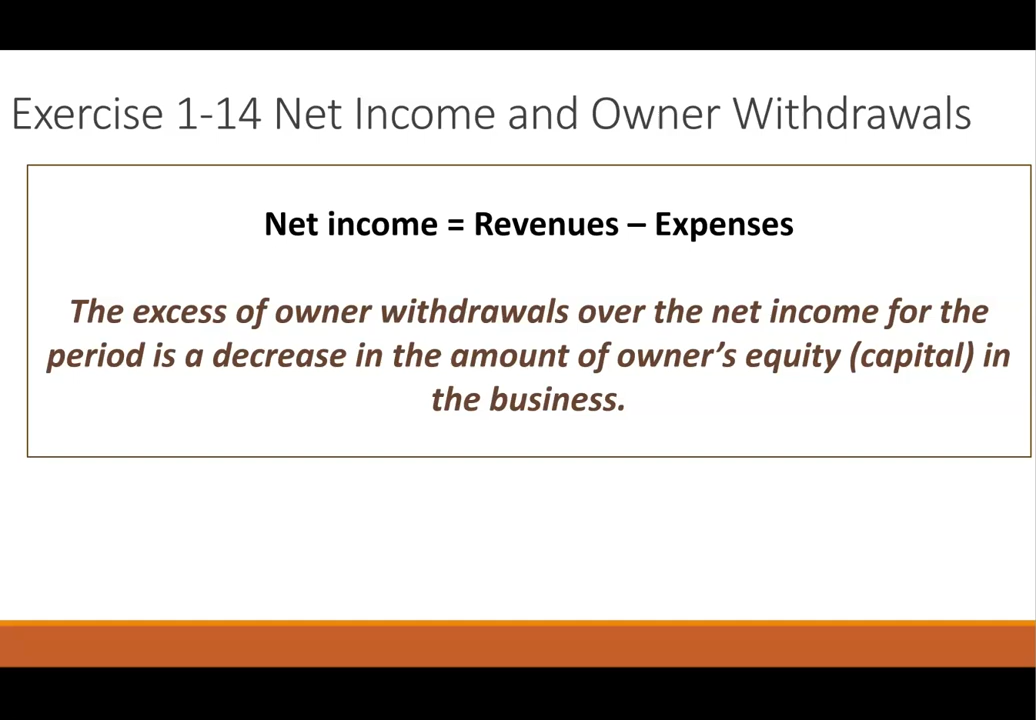 Exercise 1-14 Net Income and Owner Withdrawals
Net income = Revenues – Expenses
The excess of owner withdrawals over the net income for the
period is a decrease in the amount of owner’s equity (capital) in
the business.